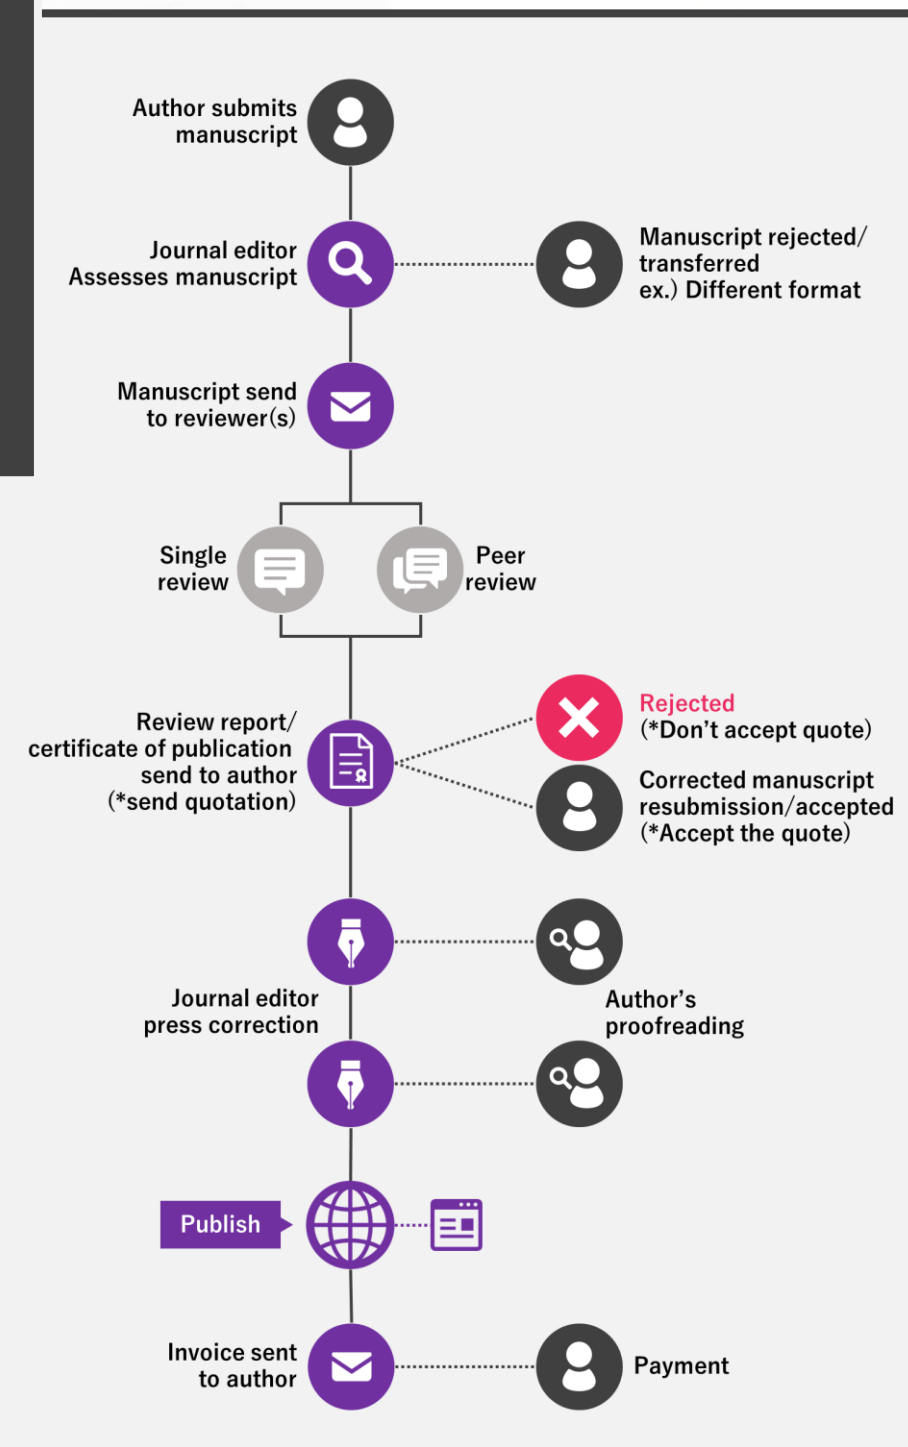 Author submits
manuscript
Journal editor
Assesses manuscript
Manuscript rejected/
transferred
ex.) Different format
Manuscript send
to reviewer(s)
Single
review
Peer
review
Review report/
certificate of publication
send to author
(*send quotation)
Rejected
(*Don’t accept quote)
Corrected manuscript
resubmission/accepted
(*Accept the quote)
Journal editor
press correction
Author’s
proofreading
Publish
Invoice sent
to author
Payment